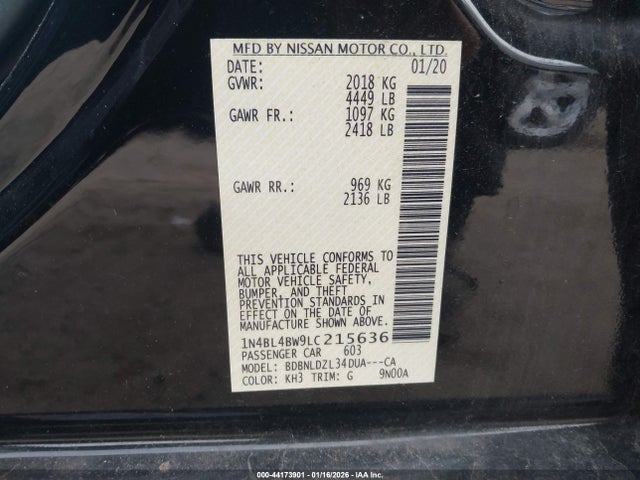 MFD BY NISSAN MOTOR CO., LTD.
DATE: 01/20
GVWR: 2018 KG
4449 LB
GAWR FR.: 1097 KG
2418 LB
GAWR RR.: 969 KG
2136 LB
THIS VEHICLE CONFORMS TO
ALL APPLICABLE FEDERAL
MOTOR VEHICLE SAFETY,
BUMPER, AND THEFT
PREVENTION STANDARDS IN
EFFECT ON THE DATE OF
MANUFACTURE SHOWN ABOVE.
1N4BL4BW9LC215636
PASSENGER CAR 603
MODEL: BDBNLDZL34DUA---CA
COLOR: KH3 TRIM: G 9N00A
000-44173901 - 01/16/2026 - IAA Inc.